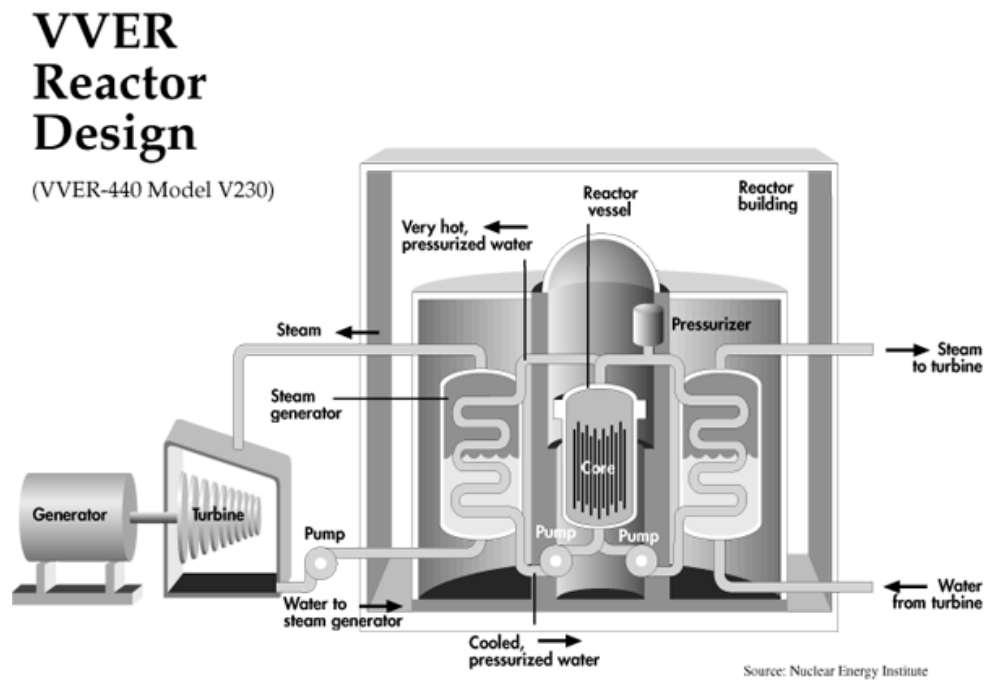 VVER
Reactor
Design
(VVER-440 Model V230)
Reactor
vessel
Reactor
building
Very hot,
pressurized water
Steam
Pressurizer
Steam
to turbine
Steam
generator
Core
Generator
Turbine
Pump
Pump
Pump
Water to
steam generator
Water
from turbine
Cooled,
pressurized water
Source: Nuclear Energy Institute